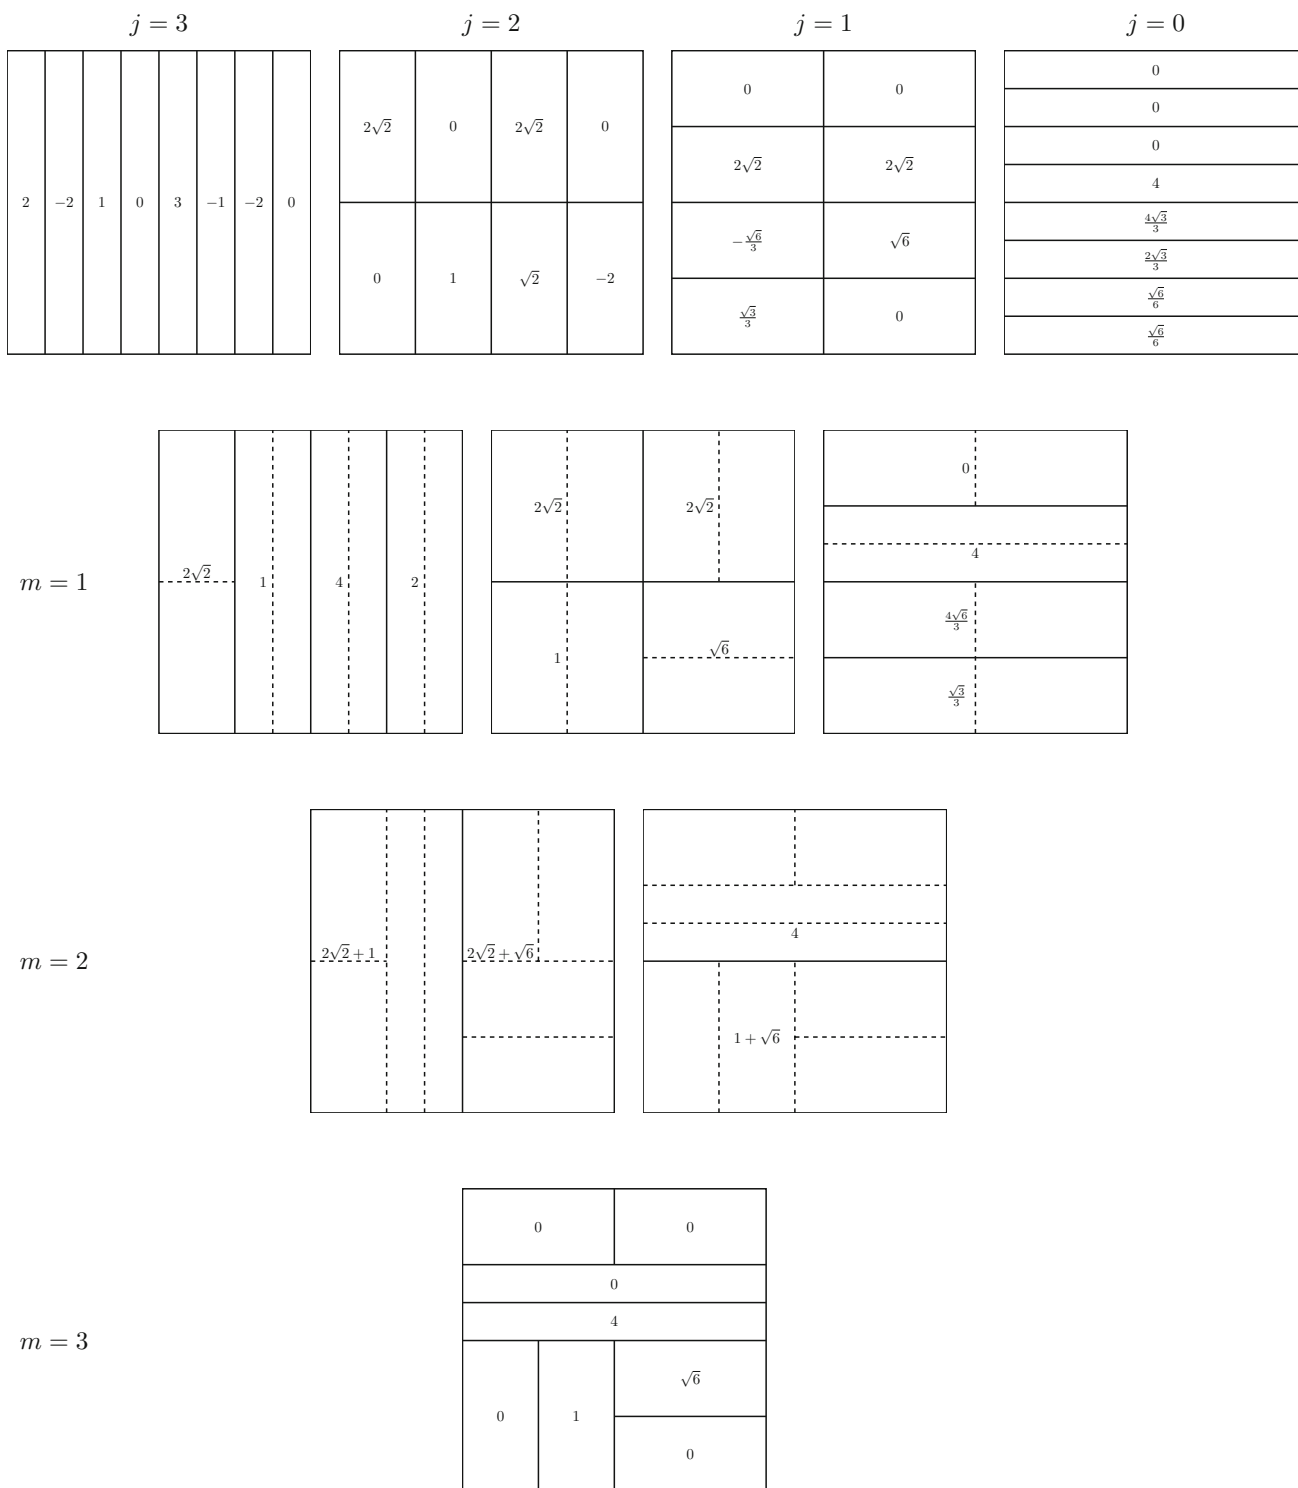 j = 3 j = 2 j = 1 j = 0
2 −2 1 0 3 −1 −2 0
2√2 0 2√2 0
0 1 √2 −2
0 0
2√2 2√2
−√6/3 √6
√3/3 0
0
0
0
4
4√3/3
2√3/3
√6/6
√6/6
m = 1
2√2 1 4 2
2√2 2√2
1 √6
0
4
4√6/3
√3/3
m = 2
2√2 + 1 2√2 + √6
4
1 + √6
m = 3
0 0
0
4
0 1 √6
0